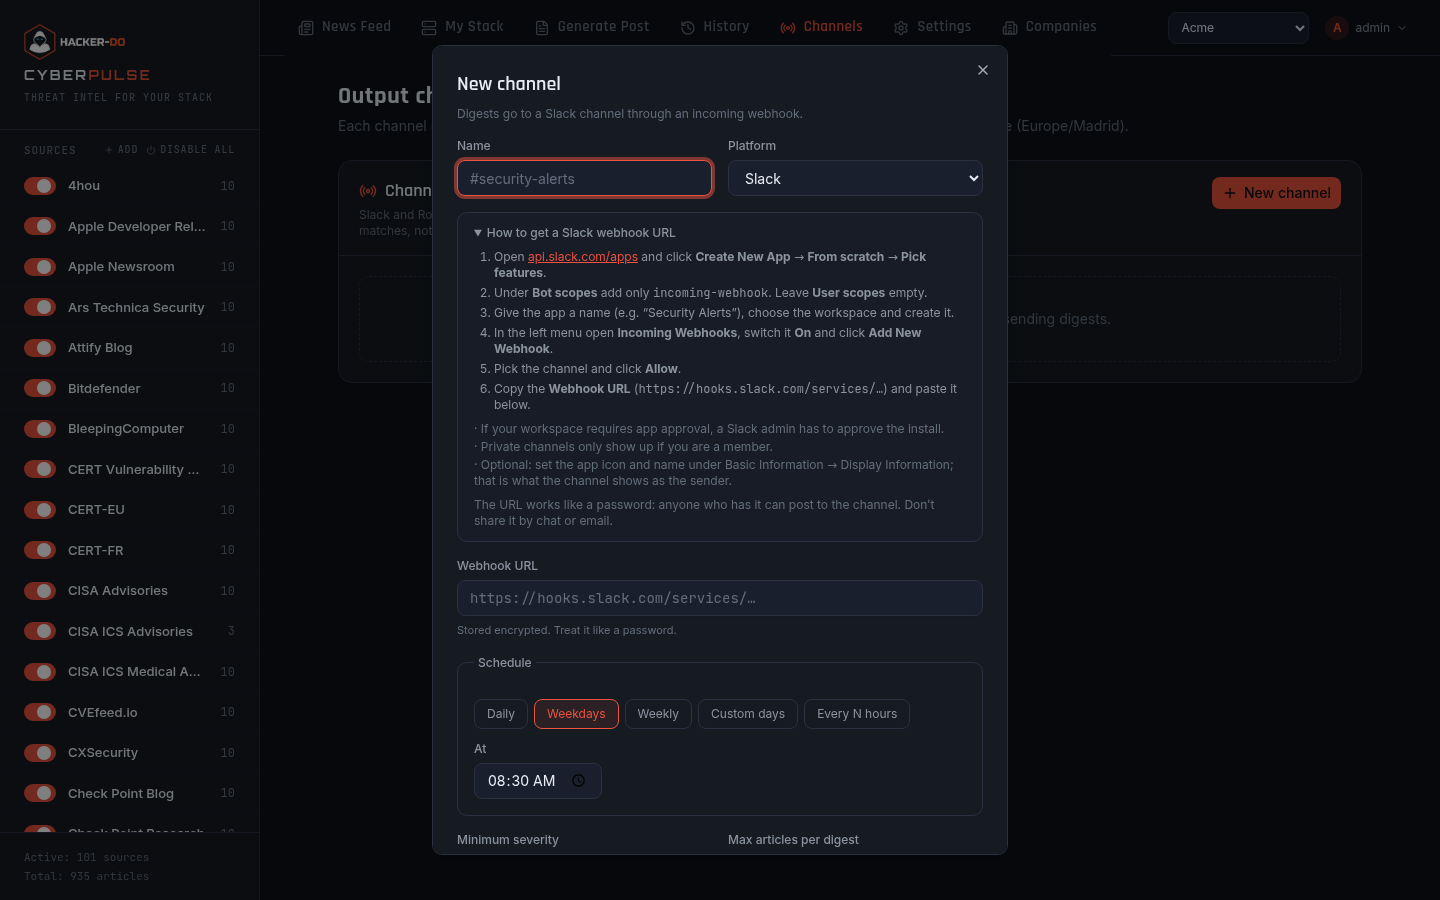 HACKER-DO
CYBERPULSE
THREAT INTEL FOR YOUR STACK
News Feed
My Stack
Generate Post
History
Channels
Settings
Companies
Acme
A
admin
SOURCES
+ ADD
DISABLE ALL
4hou 10
Apple Developer Rel... 10
Apple Newsroom 10
Ars Technica Security 10
Attify Blog 10
Bitdefender 10
BleepingComputer 10
CERT Vulnerability ... 10
CERT-EU 10
CERT-FR 10
CISA Advisories 10
CISA ICS Advisories 3
CISA ICS Medical A... 10
CVEfeed.io 10
CXSecurity 10
Check Point Blog 10
Check Point Research 10
Active: 101 sources
Total: 935 articles
Output ch
Each channel
e (Europe/Madrid).
Chann
Slack and Ro
matches, not
+ New channel
sending digests.
New channel
Digests go to a Slack channel through an incoming webhook.
Name
#security-alerts
Platform
Slack
▼ How to get a Slack webhook URL
1. Open api.slack.com/apps and click Create New App → From scratch → Pick
features.
2. Under Bot scopes add only incoming-webhook. Leave User scopes empty.
3. Give the app a name (e.g. “Security Alerts”), choose the workspace and create it.
4. In the left menu open Incoming Webhooks, switch it On and click Add New
Webhook.
5. Pick the channel and click Allow.
6. Copy the Webhook URL (https://hooks.slack.com/services/…) and paste it
below.
· If your workspace requires app approval, a Slack admin has to approve the install.
· Private channels only show up if you are a member.
· Optional: set the app icon and name under Basic Information → Display Information;
that is what the channel shows as the sender.
The URL works like a password: anyone who has it can post to the channel. Don't
share it by chat or email.
Webhook URL
https://hooks.slack.com/services/…
Stored encrypted. Treat it like a password.
Schedule
Daily
Weekdays
Weekly
Custom days
Every N hours
At
08:30 AM
Minimum severity
Max articles per digest